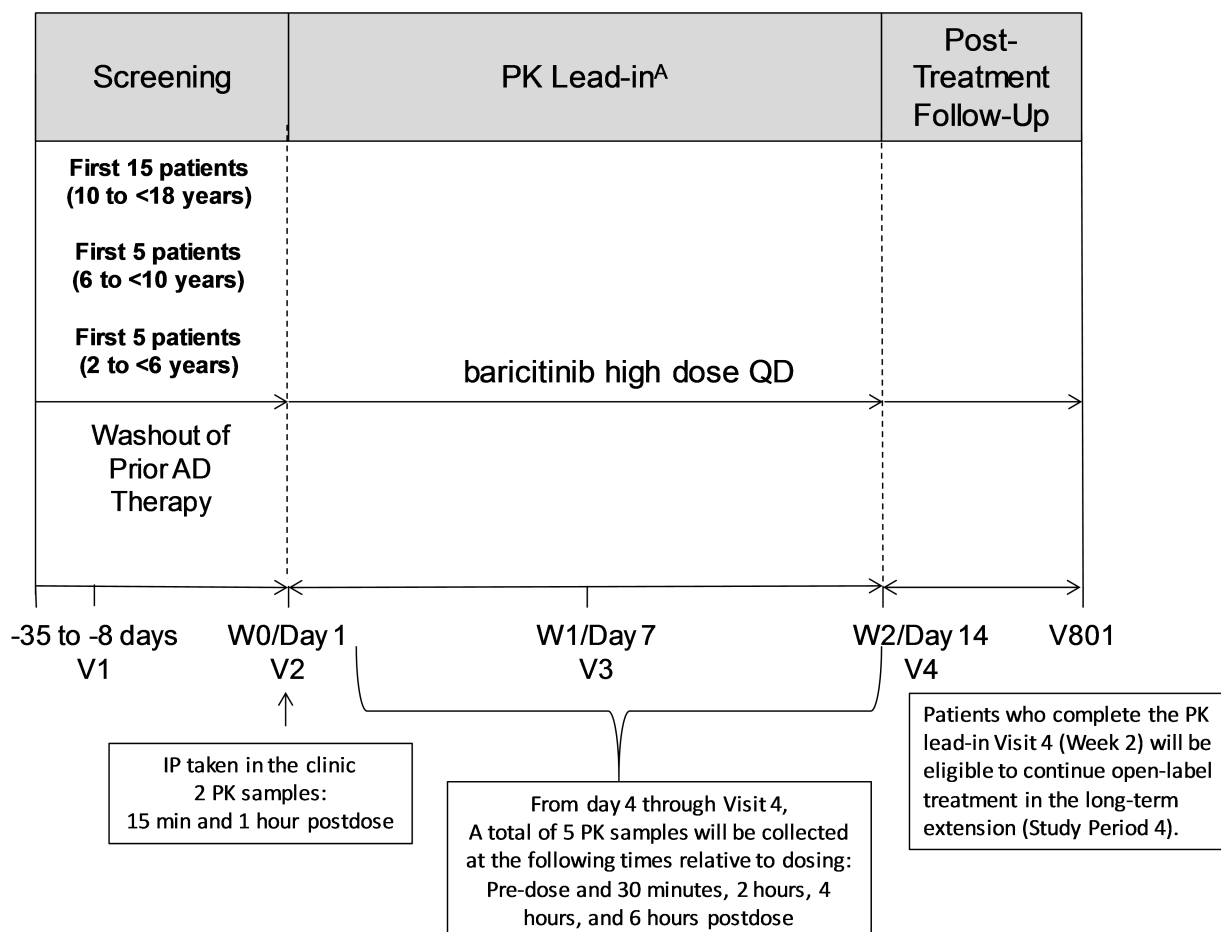 Screening
PK Lead-inᴬ
Post-
Treatment
Follow-Up
First 15 patients
(10 to <18 years)
First 5 patients
(6 to <10 years)
First 5 patients
(2 to <6 years)
baricitinib high dose QD
Washout of
Prior AD
Therapy
-35 to -8 days
V1
W0/Day 1
V2
W1/Day 7
V3
W2/Day 14
V4
V801
IP taken in the clinic
2 PK samples:
15 min and 1 hour postdose
From day 4 through Visit 4,
A total of 5 PK samples will be collected
at the following times relative to dosing:
Pre-dose and 30 minutes, 2 hours, 4
hours, and 6 hours postdose
Patients who complete the PK
lead-in Visit 4 (Week 2) will be
eligible to continue open-label
treatment in the long-term
extension (Study Period 4).